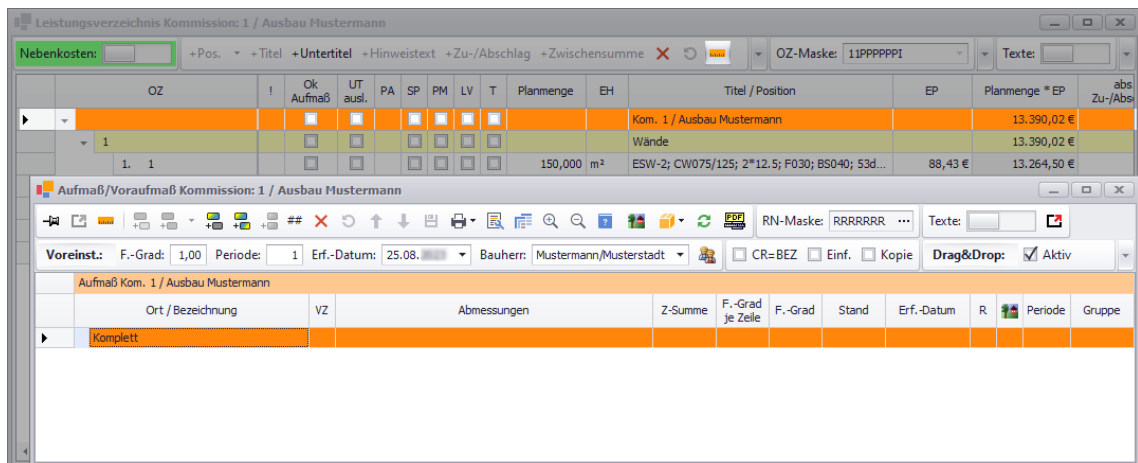 Leistungsverzeichnis Kommission: 1 / Ausbau Mustermann
Nebenkosten: +Pos. +Titel +Untertitel +Hinweistext +Zu-/Abschlag +Zwischensumme OZ-Maske: 11PPPPPPI Texte:
OZ ! Ok Aufmaß UT ausl. PA SP PM LV T Planmenge EH Titel / Position EP Planmenge * EP abs Zu-/Abs
Kom. 1 / Ausbau Mustermann 13.390,02 €
1 Wände 13.390,02 €
1. 1 150,000 m² ESW-2; CW075/125; 2*12.5; F030; BS040; 53d... 88,43 € 13.264,50 €
Aufmaß/Voraufmaß Kommission: 1 / Ausbau Mustermann
## PDF RN-Maske: RRRRRRR ... Texte:
Voreinst.: F.-Grad: 1,00 Periode: 1 Erf.-Datum: 25.08. Bauherr: Mustermann/Musterstadt CR=BEZ Einf. Kopie Drag&Drop: Aktiv
Aufmaß Kom. 1 / Ausbau Mustermann
Ort / Bezeichnung VZ Abmessungen Z-Summe F.-Grad je Zeile F.-Grad Stand Erf.-Datum R Periode Gruppe
Komplett